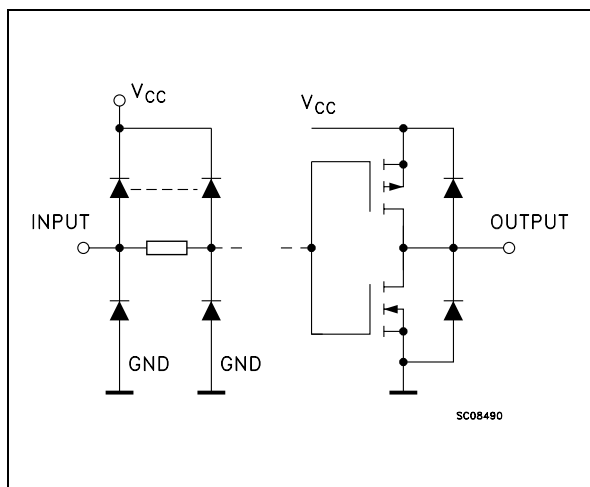 VCC
VCC
INPUT
OUTPUT
GND
GND
SC08490